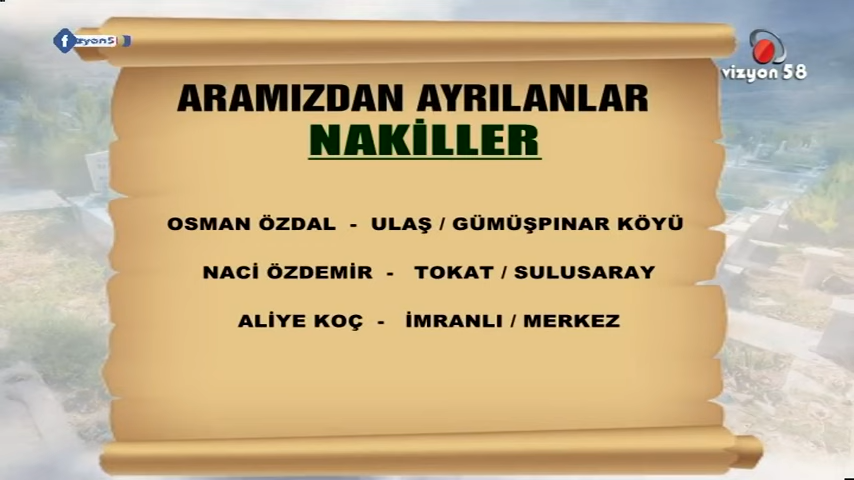 vizyon 58
ARAMIZDAN AYRILANLAR
NAKİLLER
OSMAN ÖZDAL - ULAŞ / GÜMÜŞPINAR KÖYÜ
NACİ ÖZDEMİR - TOKAT / SULUSARAY
ALİYE KOÇ - İMRANLI / MERKEZ